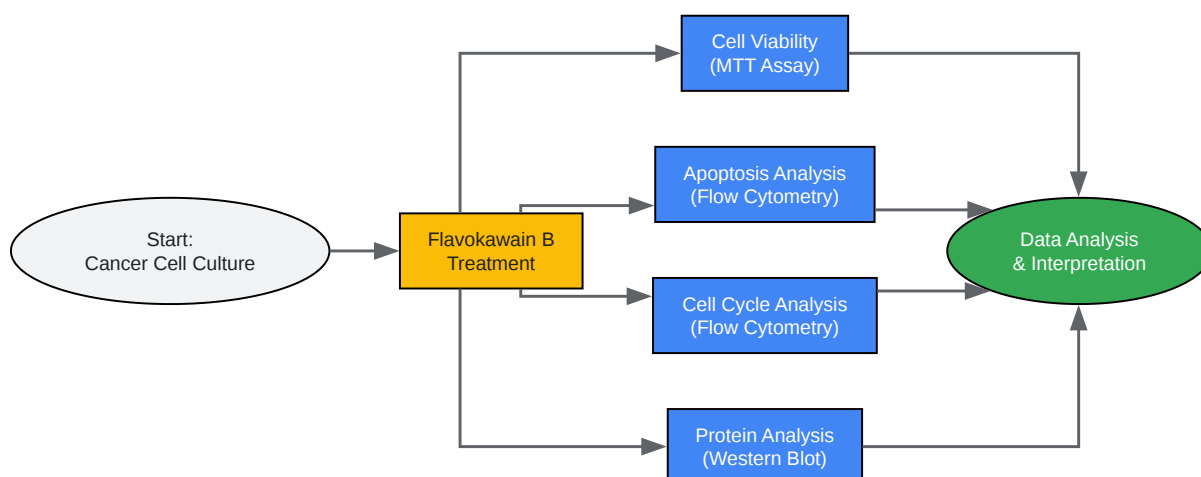 Start:
Cancer Cell Culture
Flavokawain B
Treatment
Cell Viability
(MTT Assay)
Apoptosis Analysis
(Flow Cytometry)
Cell Cycle Analysis
(Flow Cytometry)
Protein Analysis
(Western Blot)
Data Analysis
& Interpretation